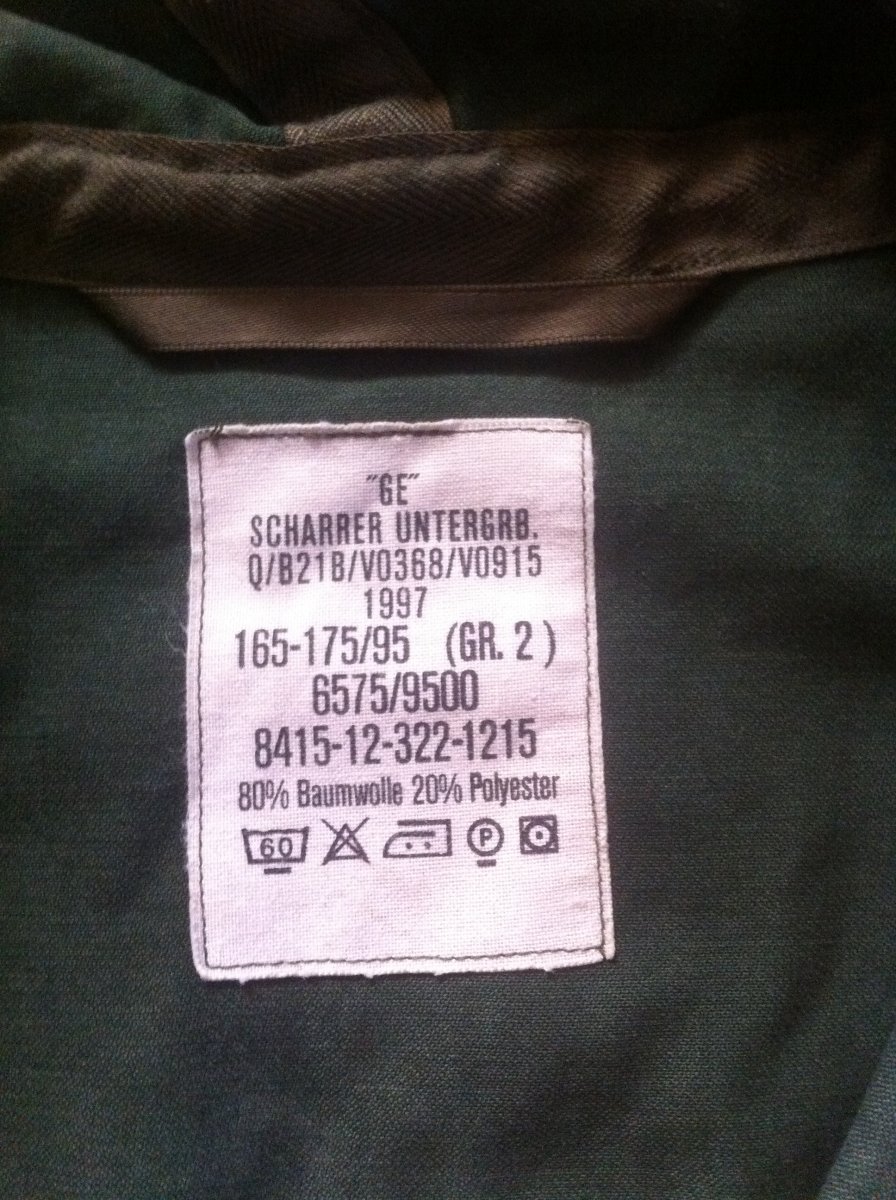 "GE"
SCHARRER UNTERGRB.
Q/B21B/V0368/V0915
1997
165-175/95 (GR. 2)
6575/9500
8415-12-322-1215
80% Baumwolle 20% Polyester
60 P